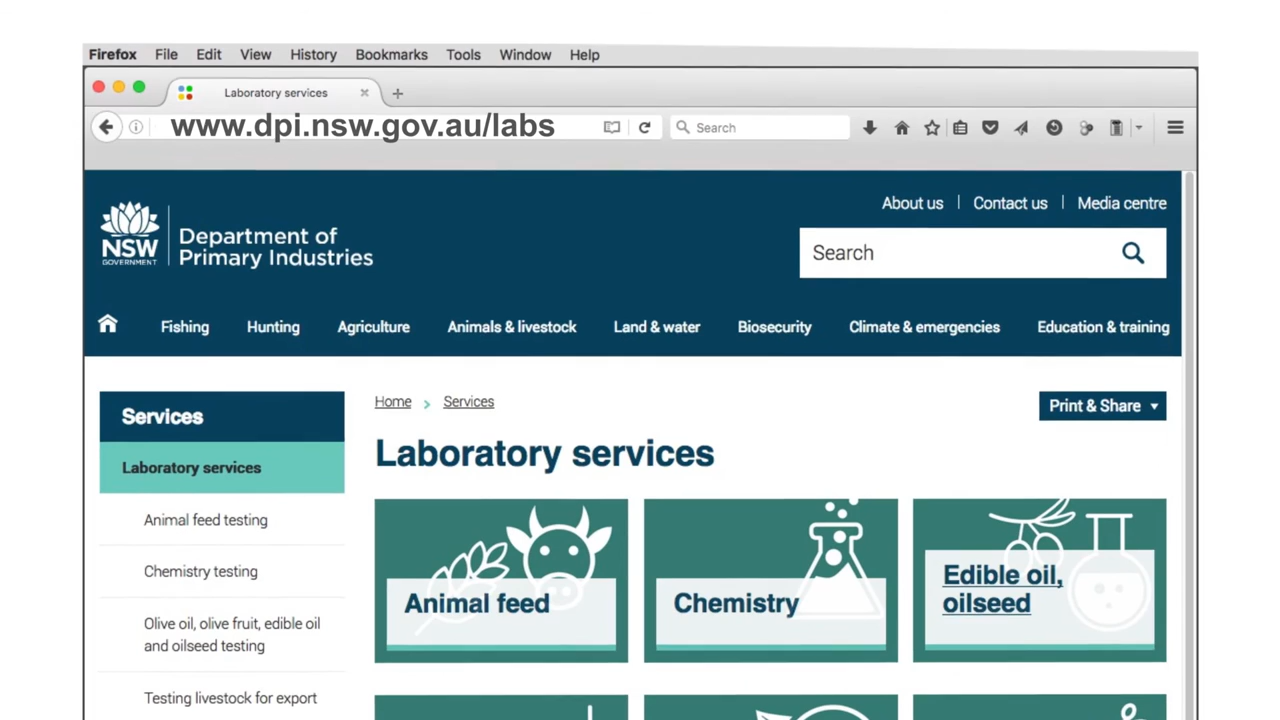 Firefox File Edit View History Bookmarks Tools Window Help
Laboratory services
www.dpi.nsw.gov.au/labs
Search
About us | Contact us | Media centre
NSW
GOVERNMENT
Department of
Primary Industries
Search
Fishing Hunting Agriculture Animals & livestock Land & water Biosecurity Climate & emergencies Education & training
Services
Laboratory services
Animal feed testing
Chemistry testing
Olive oil, olive fruit, edible oil
and oilseed testing
Testing livestock for export
Home > Services
Print & Share
Laboratory services
Animal feed
Chemistry
Edible oil,
oilseed